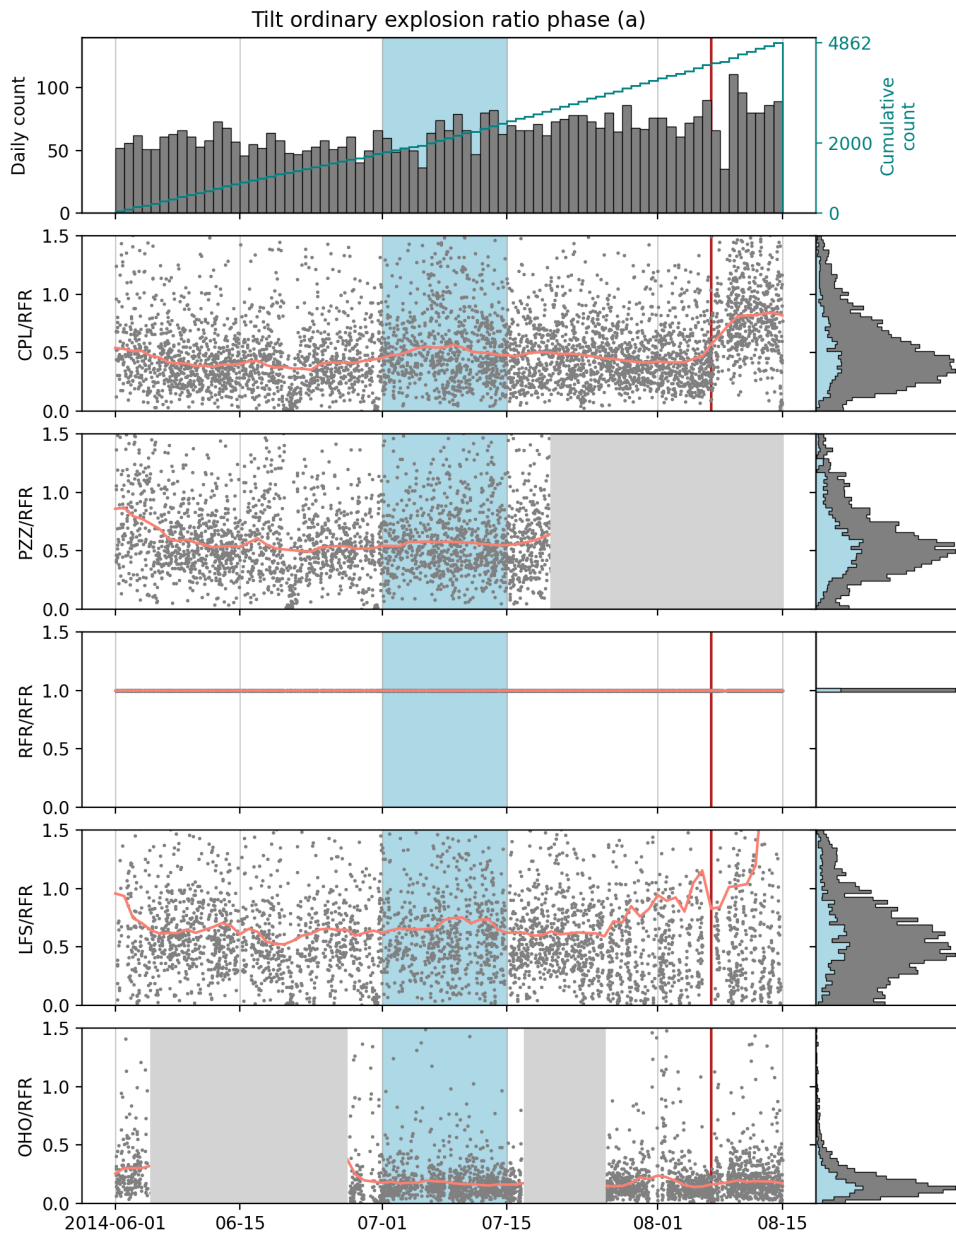 Tilt ordinary explosion ratio phase (a)
Daily count
100
50
0
4862
2000
0
Cumulative
count
CPL/RFR
1.5
1.0
0.5
0.0
PZZ/RFR
1.5
1.0
0.5
0.0
RFR/RFR
1.5
1.0
0.5
0.0
LFS/RFR
1.5
1.0
0.5
0.0
OHO/RFR
1.5
1.0
0.5
0.0
2014-06-01 06-15 07-01 07-15 08-01 08-15